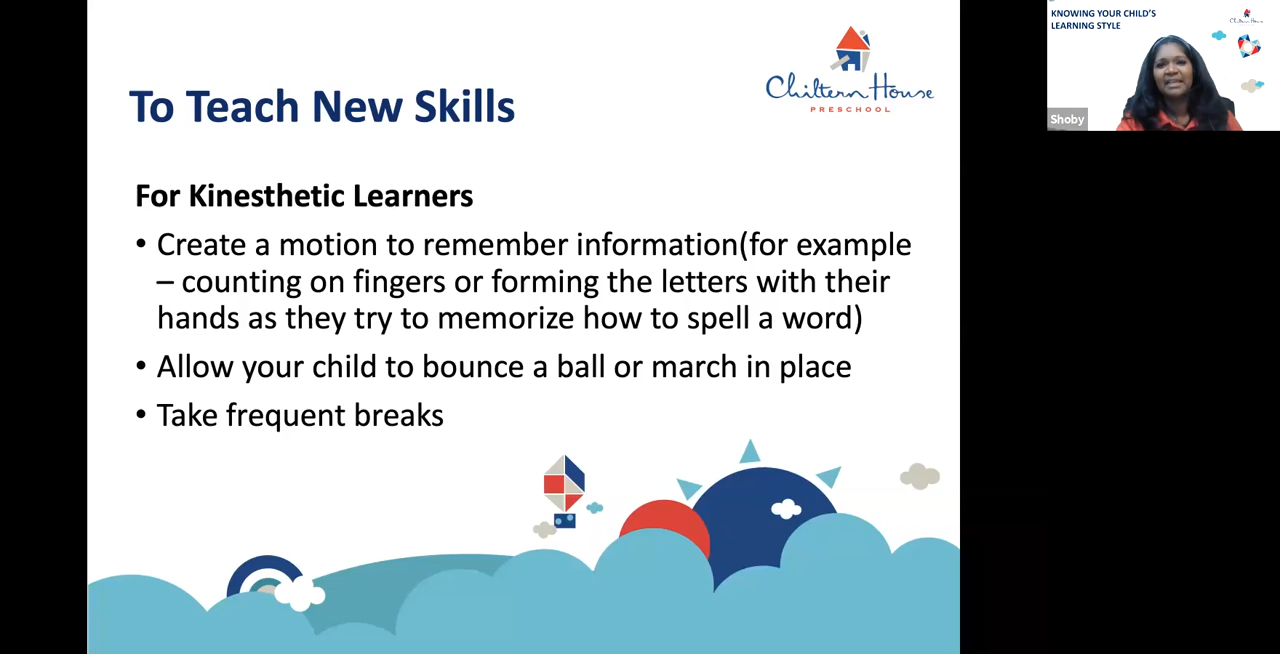 To Teach New Skills
Chiltern House
PRESCHOOL
For Kinesthetic Learners
• Create a motion to remember information(for example
– counting on fingers or forming the letters with their
hands as they try to memorize how to spell a word)
• Allow your child to bounce a ball or march in place
• Take frequent breaks
KNOWING YOUR CHILD'S
LEARNING STYLE
Chiltern House
Shoby